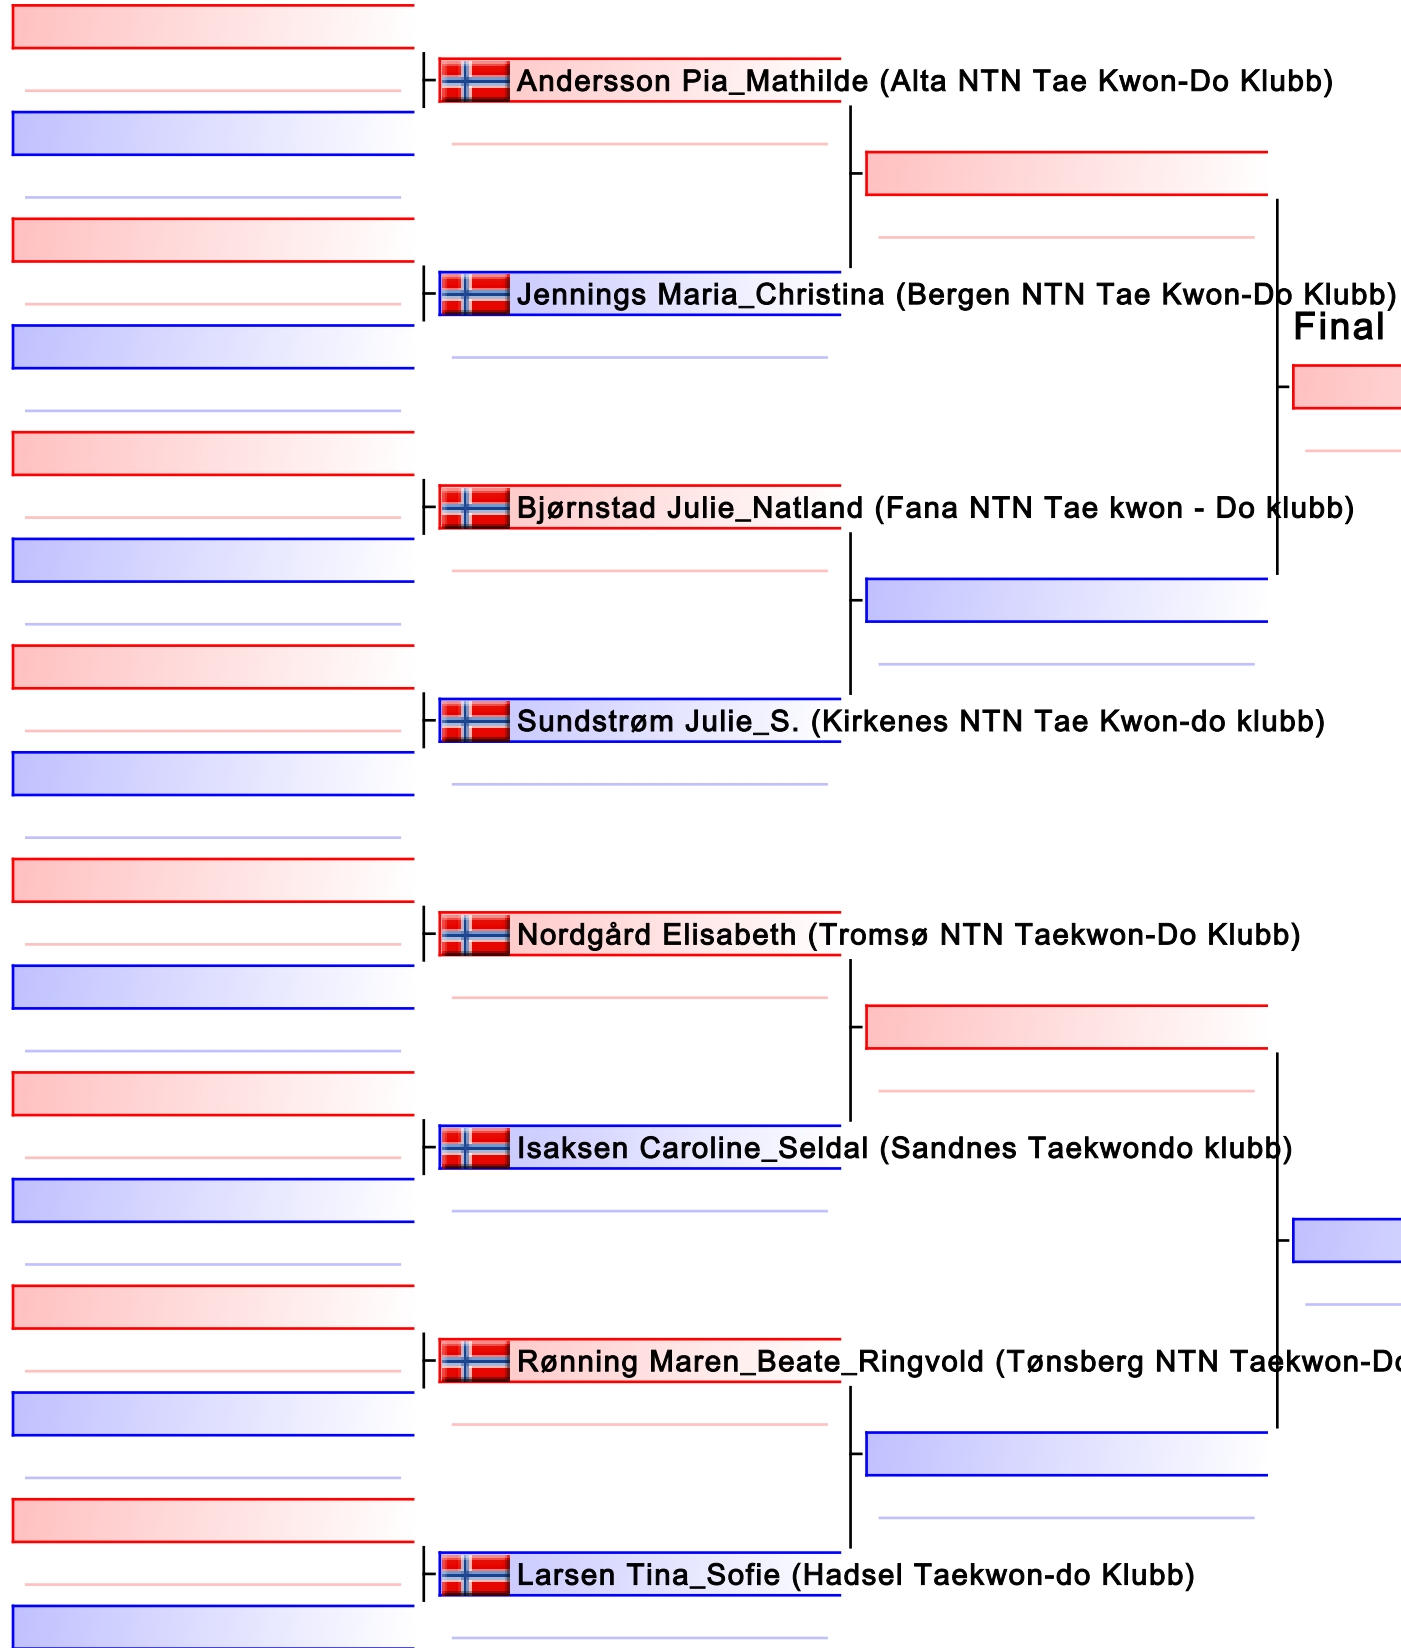 Andersson Pia_Mathilde (Alta NTN Tae Kwon-Do Klubb)
Jennings Maria_Christina (Bergen NTN Tae Kwon-Do Klubb)
Final
Bjørnstad Julie_Natland (Fana NTN Tae kwon - Do klubb)
Sundstrøm Julie_S. (Kirkenes NTN Tae Kwon-do klubb)
Nordgård Elisabeth (Tromsø NTN Taekwon-Do Klubb)
Isaksen Caroline_Seldal (Sandnes Taekwondo klubb)
Rønning Maren_Beate_Ringvold (Tønsberg NTN Taekwon-Do
Larsen Tina_Sofie (Hadsel Taekwon-do Klubb)